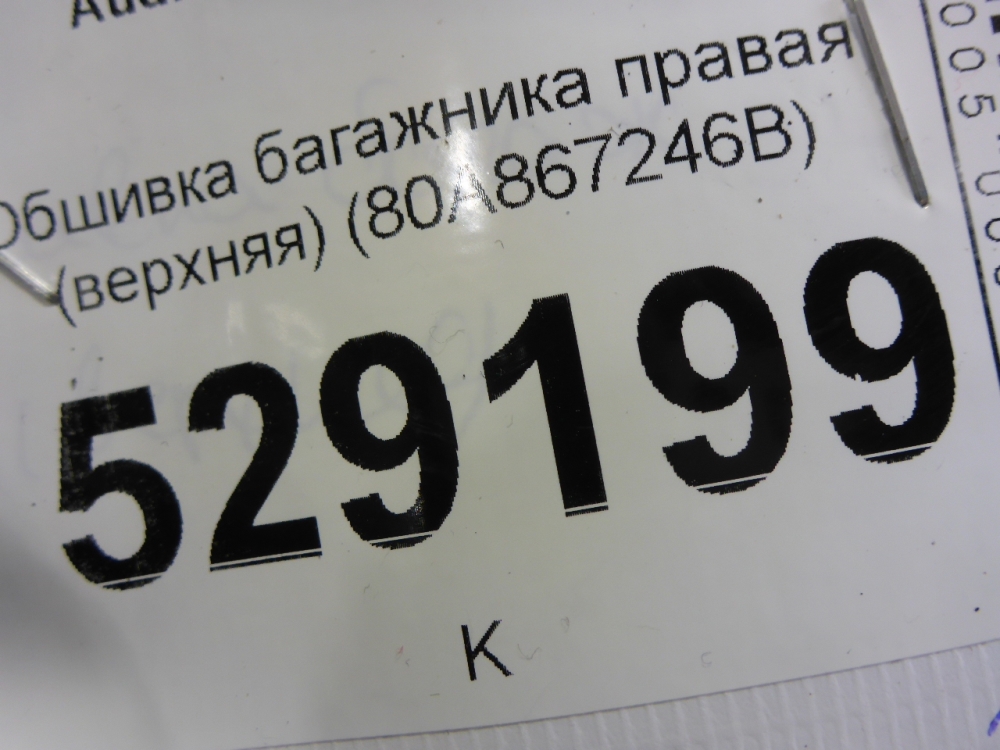 Обшивка багажника правая
(верхняя) (80A867246B)
529199
К